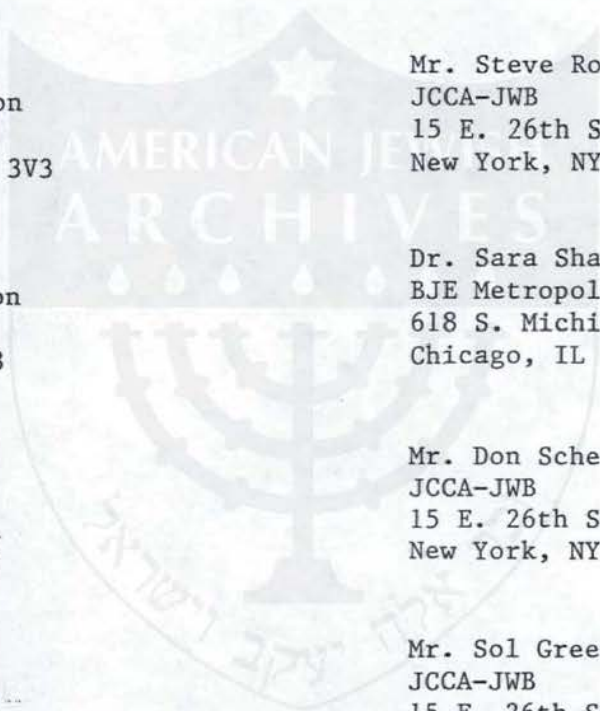 on
3V3
on
3
Mr. Steve Ro
JCCA-JWB
15 E. 26th S
New York, NY
Dr. Sara Sha
BJE Metropol
618 S. Michi
Chicago, IL
Mr. Don Sche
JCCA-JWB
15 E. 26th S
New York, NY
Mr. Sol Gree
JCCA-JWB
15 E. 26th S
AMERICAN JEWISH
ARCHIVES